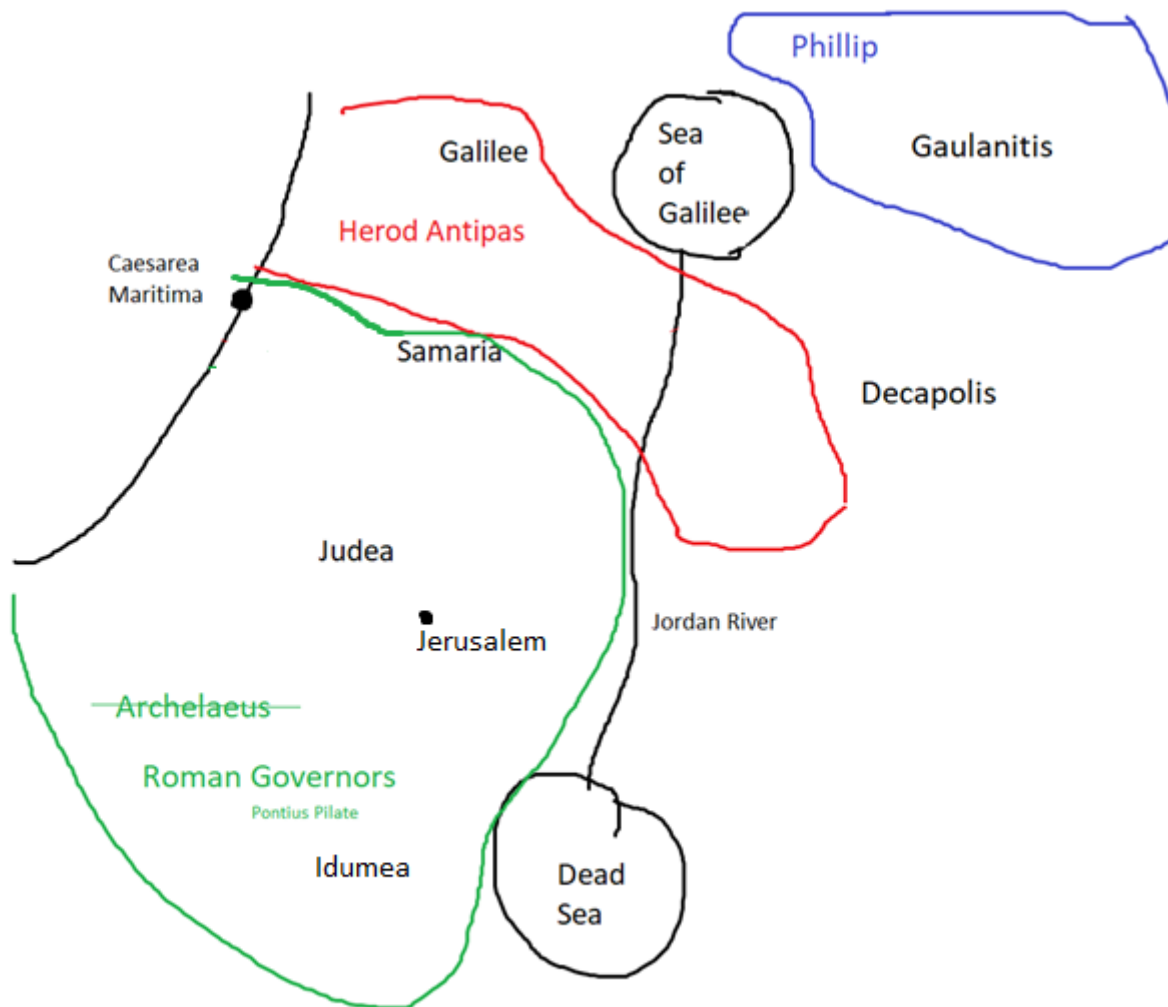 Phillip
Gaulanitis
Sea
of
Galilee
Galilee
Herod Antipas
Caesarea
Maritima
Samaria
Decapolis
Judea
Jerusalem
Jordan River
Archelaeus
Roman Governors
Pontius Pilate
Idumea
Dead
Sea